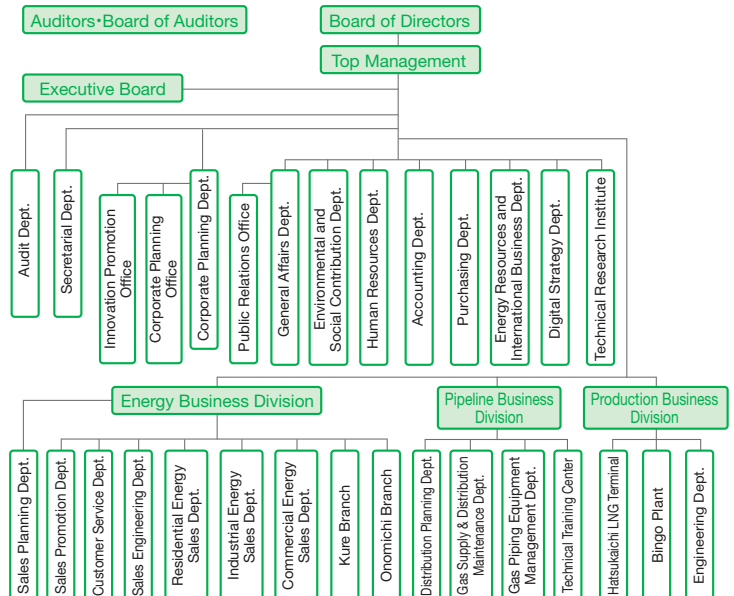 Auditors•Board of Auditors
Board of Directors
Top Management
Executive Board
Audit Dept.
Secretarial Dept.
Innovation Promotion
Office
Corporate Planning
Office
Corporate Planning Dept.
Public Relations Office
General Affairs Dept.
Environmental and
Social Contribution Dept.
Human Resources Dept.
Accounting Dept.
Purchasing Dept.
Energy Resources and
International Business Dept.
Digital Strategy Dept.
Technical Research Institute
Energy Business Division
Pipeline Business
Division
Production Business
Division
Sales Planning Dept.
Sales Promotion Dept.
Customer Service Dept.
Sales Engineering Dept.
Residential Energy
Sales Dept.
Industrial Energy
Sales Dept.
Commercial Energy
Sales Dept.
Kure Branch
Onomichi Branch
Distribution Planning Dept.
Gas Supply & Distribution
Maintenance Dept.
Gas Piping Equipment
Management Dept.
Technical Training Center
Hatsukaichi LNG Terminal
Bingo Plant
Engineering Dept.